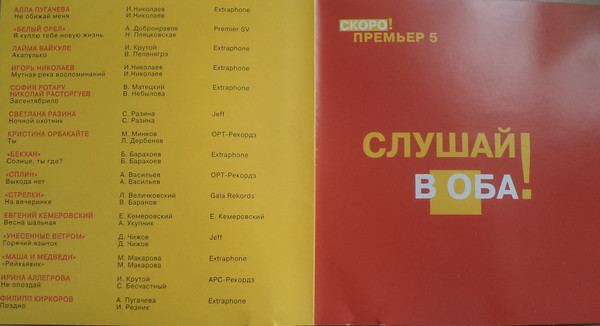 АЛЛА ПУГАЧЕВА И.Николаев Extraphone
Не обижай меня И.Николаев
«БЕЛЫЙ ОРЕЛ» А. Добронравов Premier SV
Я куплю тебе новую жизнь Н. Пляцковская
ЛАЙМА ВАЙКУЛЕ И. Крутой Extraphone
Акапулько В. Пеленягрэ
ИГОРЬ НИКОЛАЕВ И.Николаев Extraphone
Мутная река воспоминаний И.Николаев
СОФИЯ РОТАРУ В. Матецкий Extraphone
НИКОЛАЙ РАСТОРГУЕВ В. Небылова
Засентябрило
СВЕТЛАНА РАЗИНА С. Разина Jeff
Ночной охотник С. Разина
КРИСТИНА ОРБАКАЙТЕ М. Минков ОРТ-Рекордз
Ты Л. Дербенев
«БЕКХАН» Б. Барахоев Extraphone
Солнце, ты где? Б. Барахоев
«СПЛИН» А. Васильев ОРТ-Рекордз
Выхода нет А. Васильев
«СТРЕЛКИ» Л. Величковский Gala Rekords
На вечеринке В. Баранов
ЕВГЕНИЙ КЕМЕРОВСКИЙ Е. Кемеровский Е. Кемеровский
Весна шальная А. Укупник
«УНЕСЕННЫЕ ВЕТРОМ» Д. Чижов Jeff
Горячий язычок Д. Чижов
«МАША И МЕДВЕДИ» М. Макарова Extraphone
«Рейкьявик» М. Макарова
ИРИНА АЛЛЕГРОВА И. Крутой АРС-Рекордз
Не опоздай С. Бесчастный
ФИЛИПП КИРКОРОВ А. Пугачева Extraphone
Поздно И. Резник
СКОРО!
ПРЕМЬЕР 5
СЛУШАЙ
В ОБА!